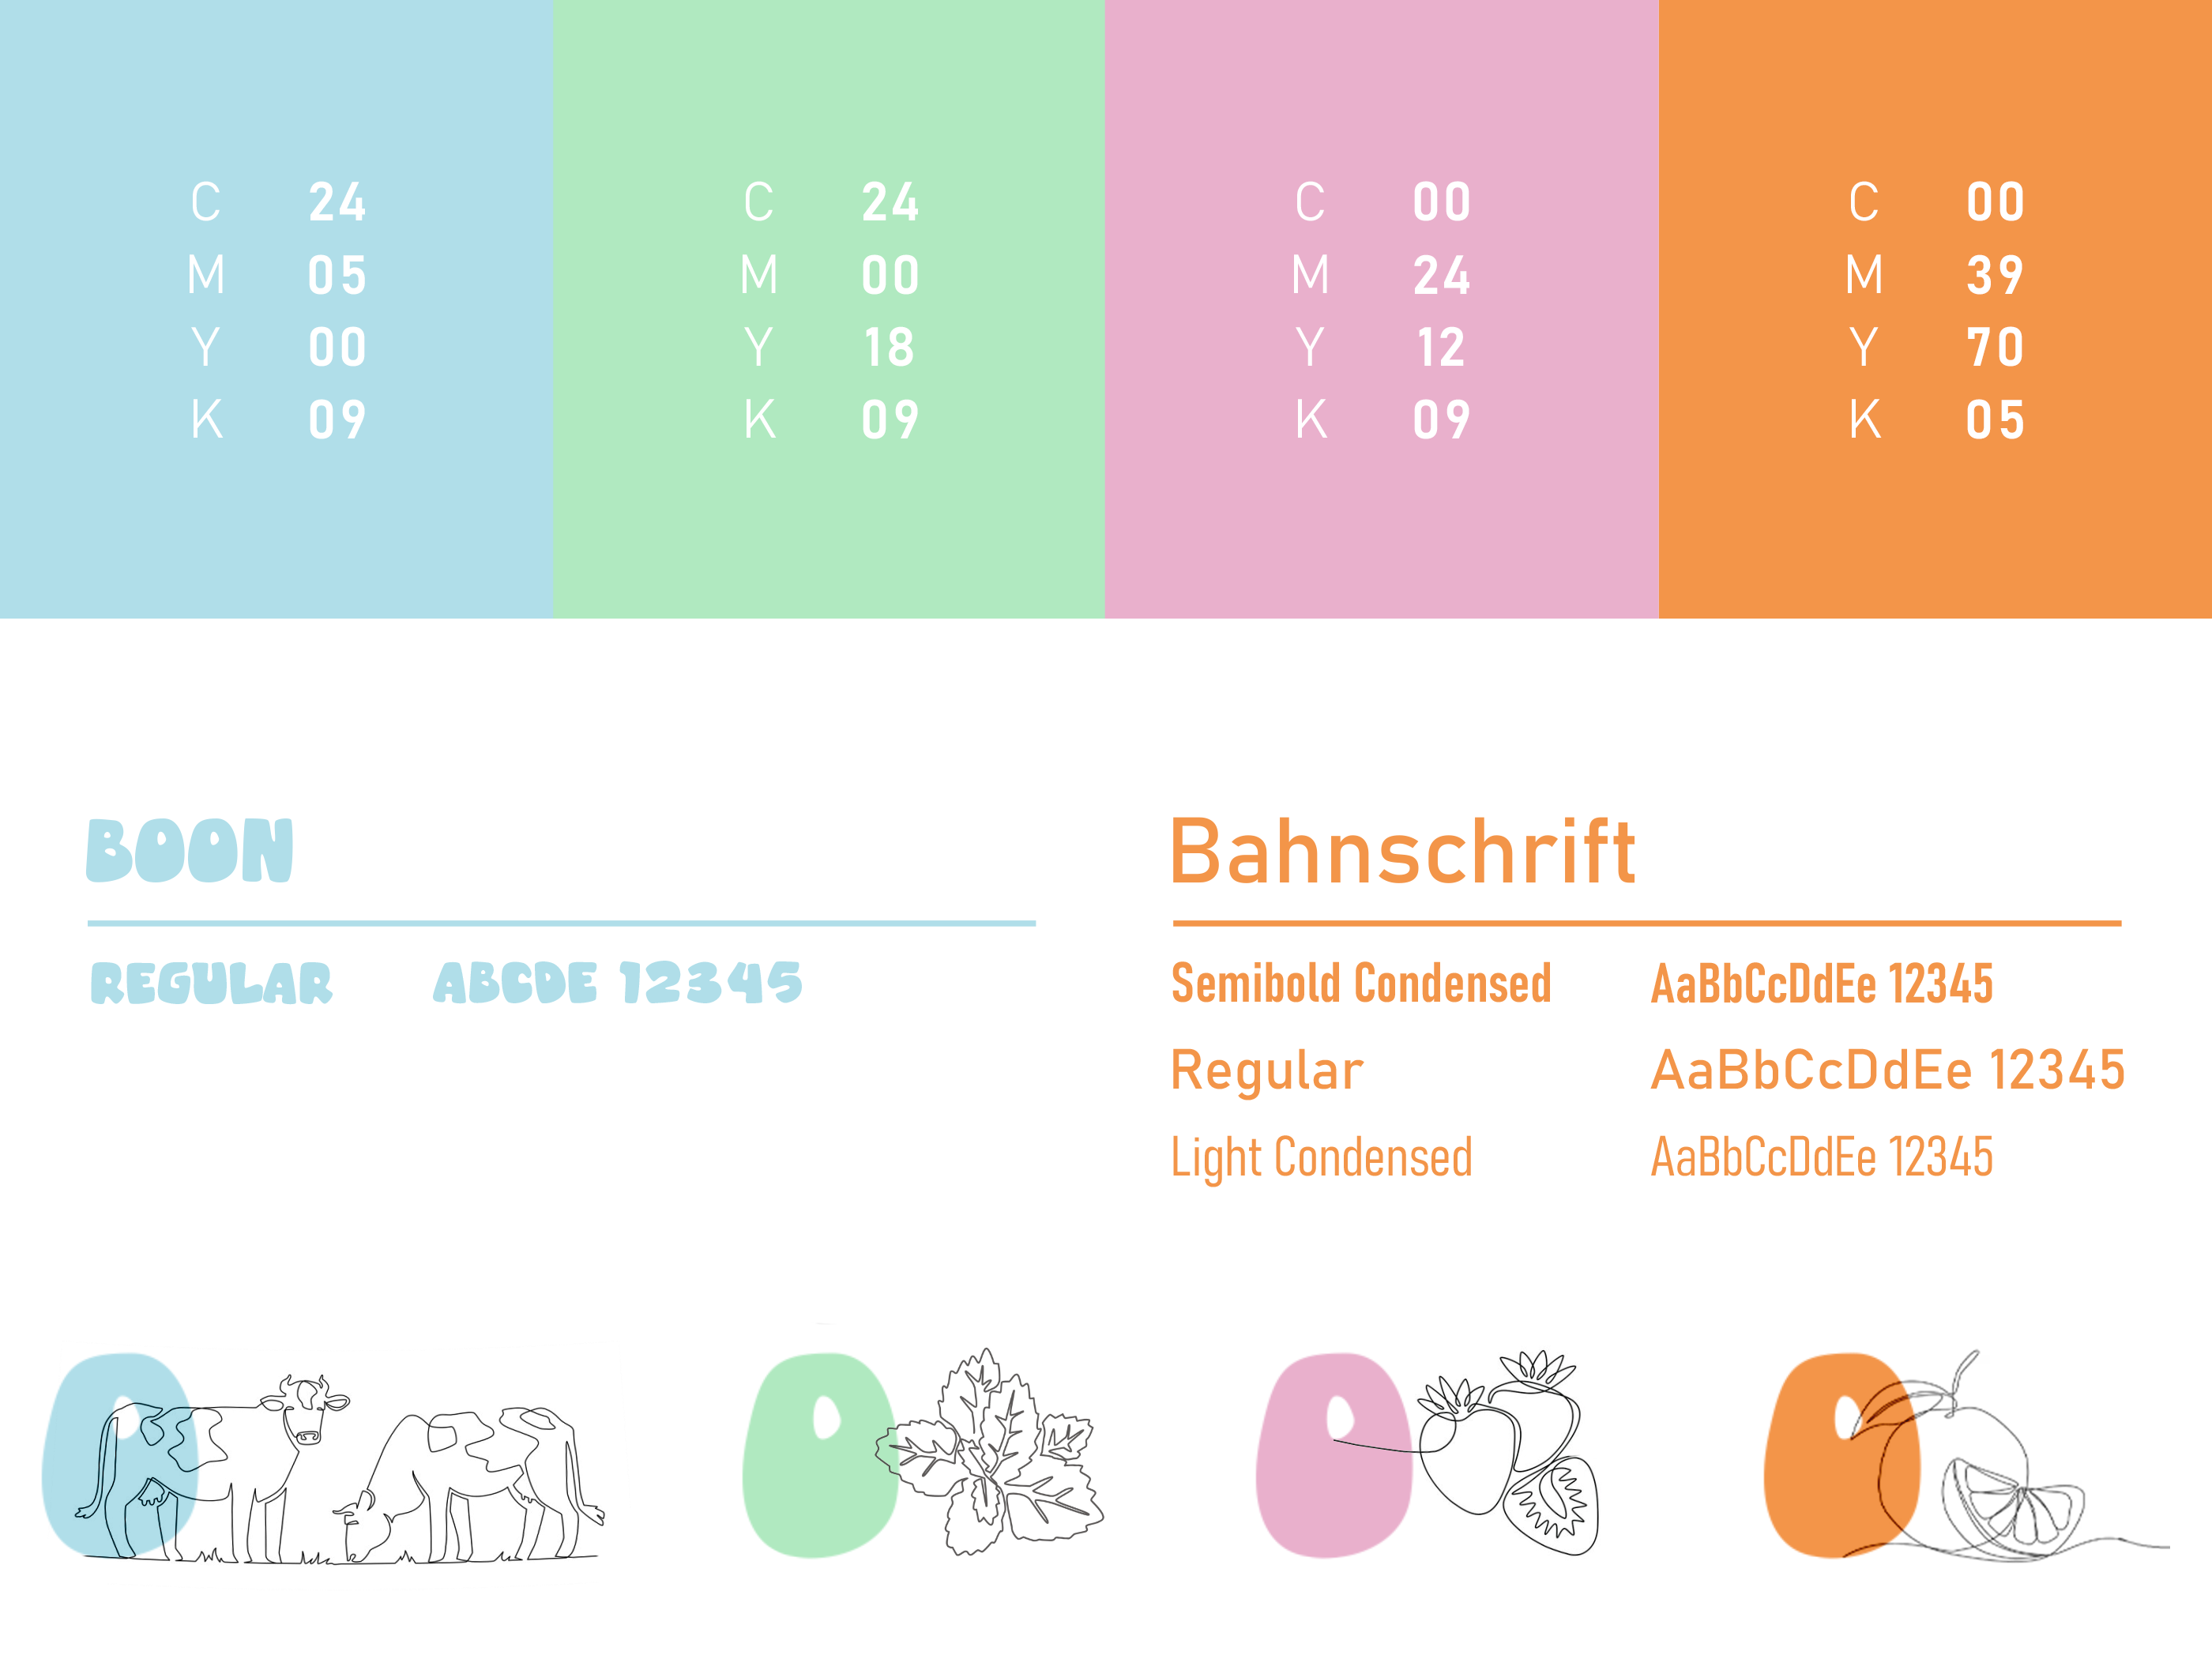 C 24
M 05
Y 00
K 09
C 24
M 00
Y 18
K 09
C 00
M 24
Y 12
K 09
C 00
M 39
Y 70
K 05
BOON
REGULAR ABCDE 12345
Bahnschrift
Semibold Condensed AaBbCcDdEe 12345
Regular AaBbCcDdEe 12345
Light Condensed AaBbCcDdEe 12345